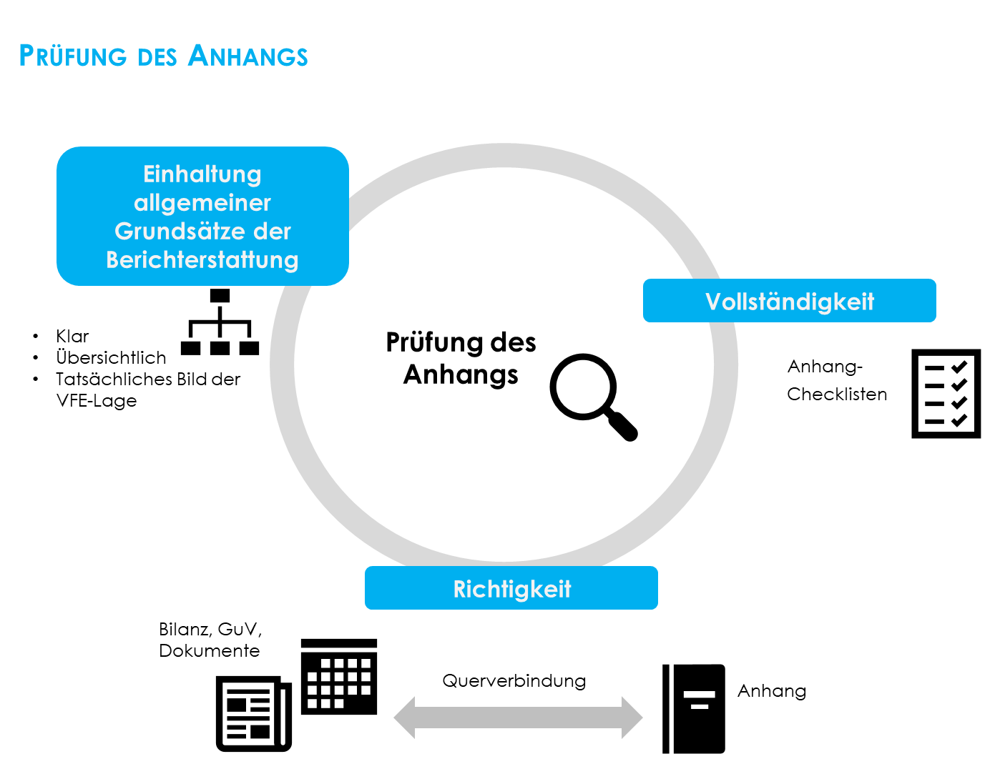 PRÜFUNG DES ANHANGS
Einhaltung
allgemeiner
Grundsätze der
Berichterstattung
• Klar
• Übersichtlich
• Tatsächliches Bild der
VFE-Lage
Prüfung des
Anhangs
Vollständigkeit
Anhang-
Checklisten
Richtigkeit
Bilanz, GuV,
Dokumente
Querverbindung
Anhang